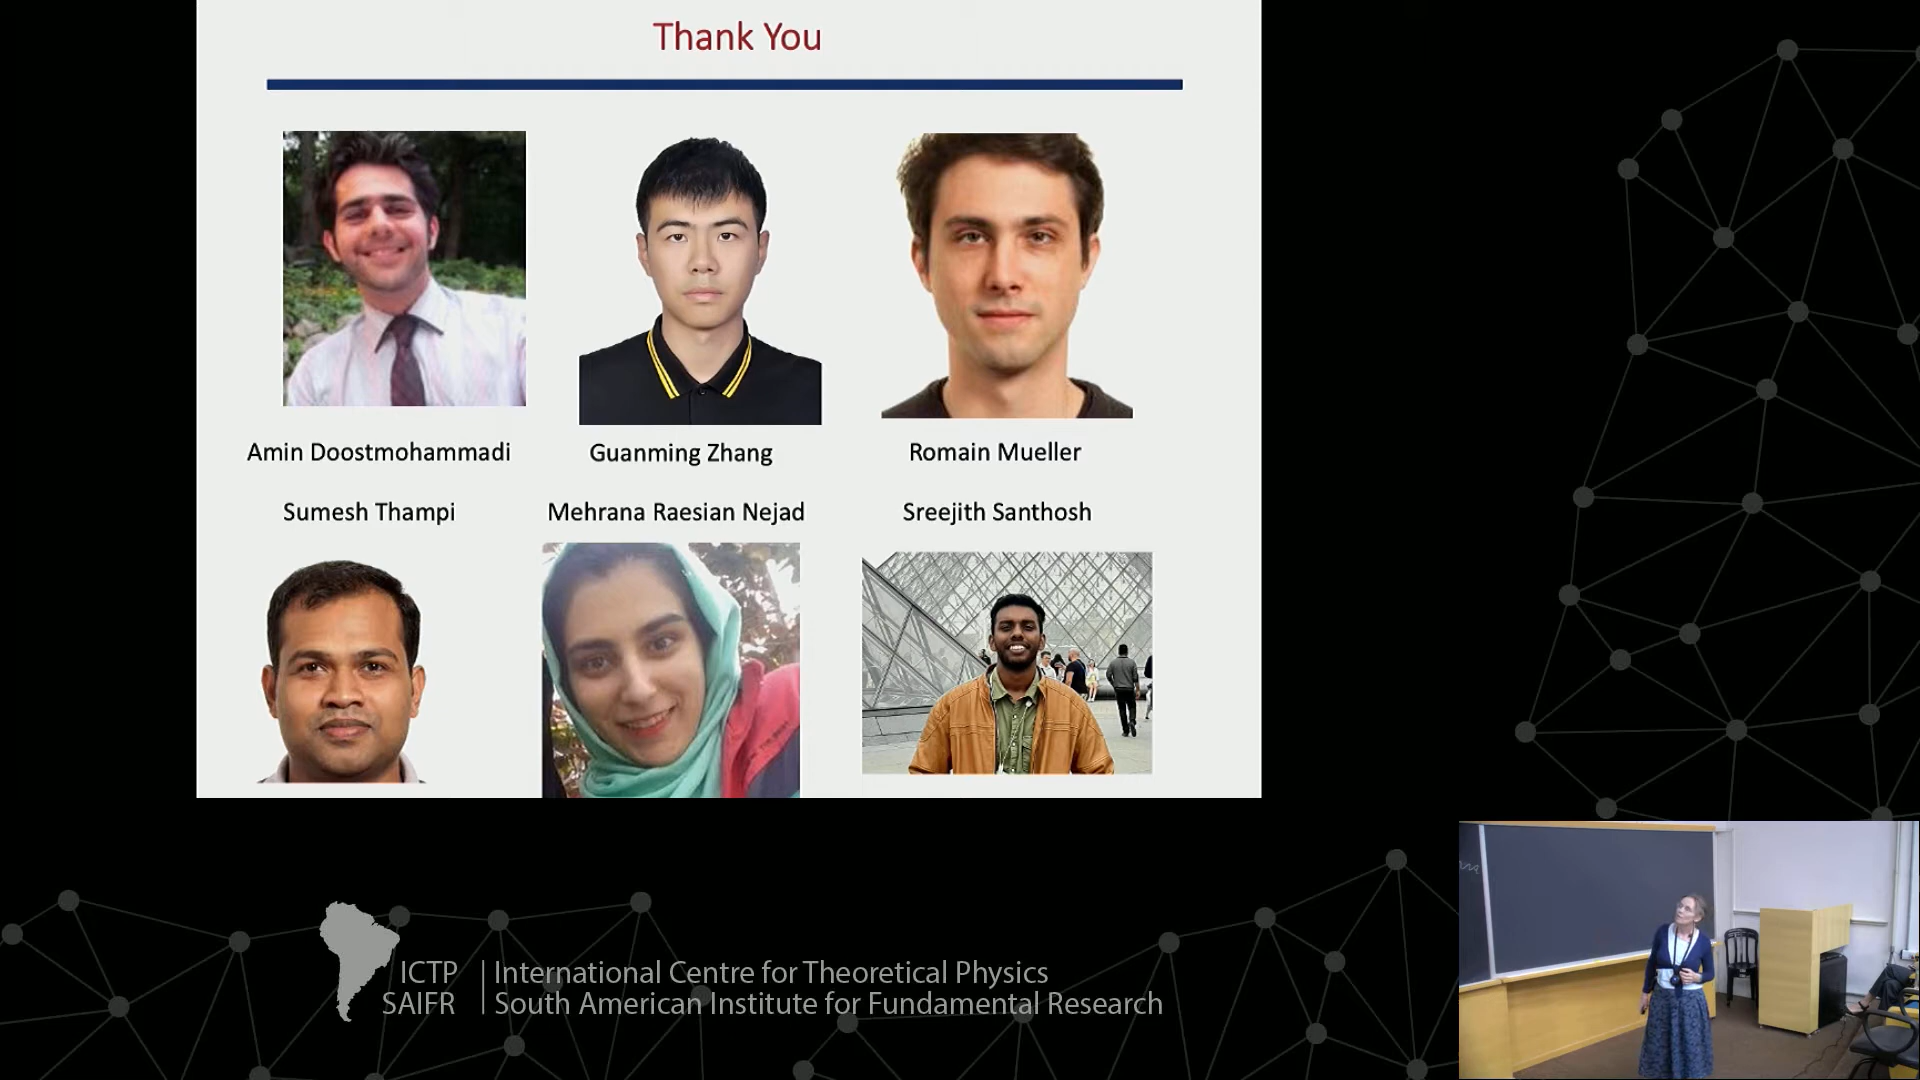 Thank You
Amin Doostmohammadi
Guanming Zhang
Romain Mueller
Sumesh Thampi
Mehrana Raesian Nejad
Sreejith Santhosh
ICTP
SAIFR
International Centre for Theoretical Physics
South American Institute for Fundamental Research